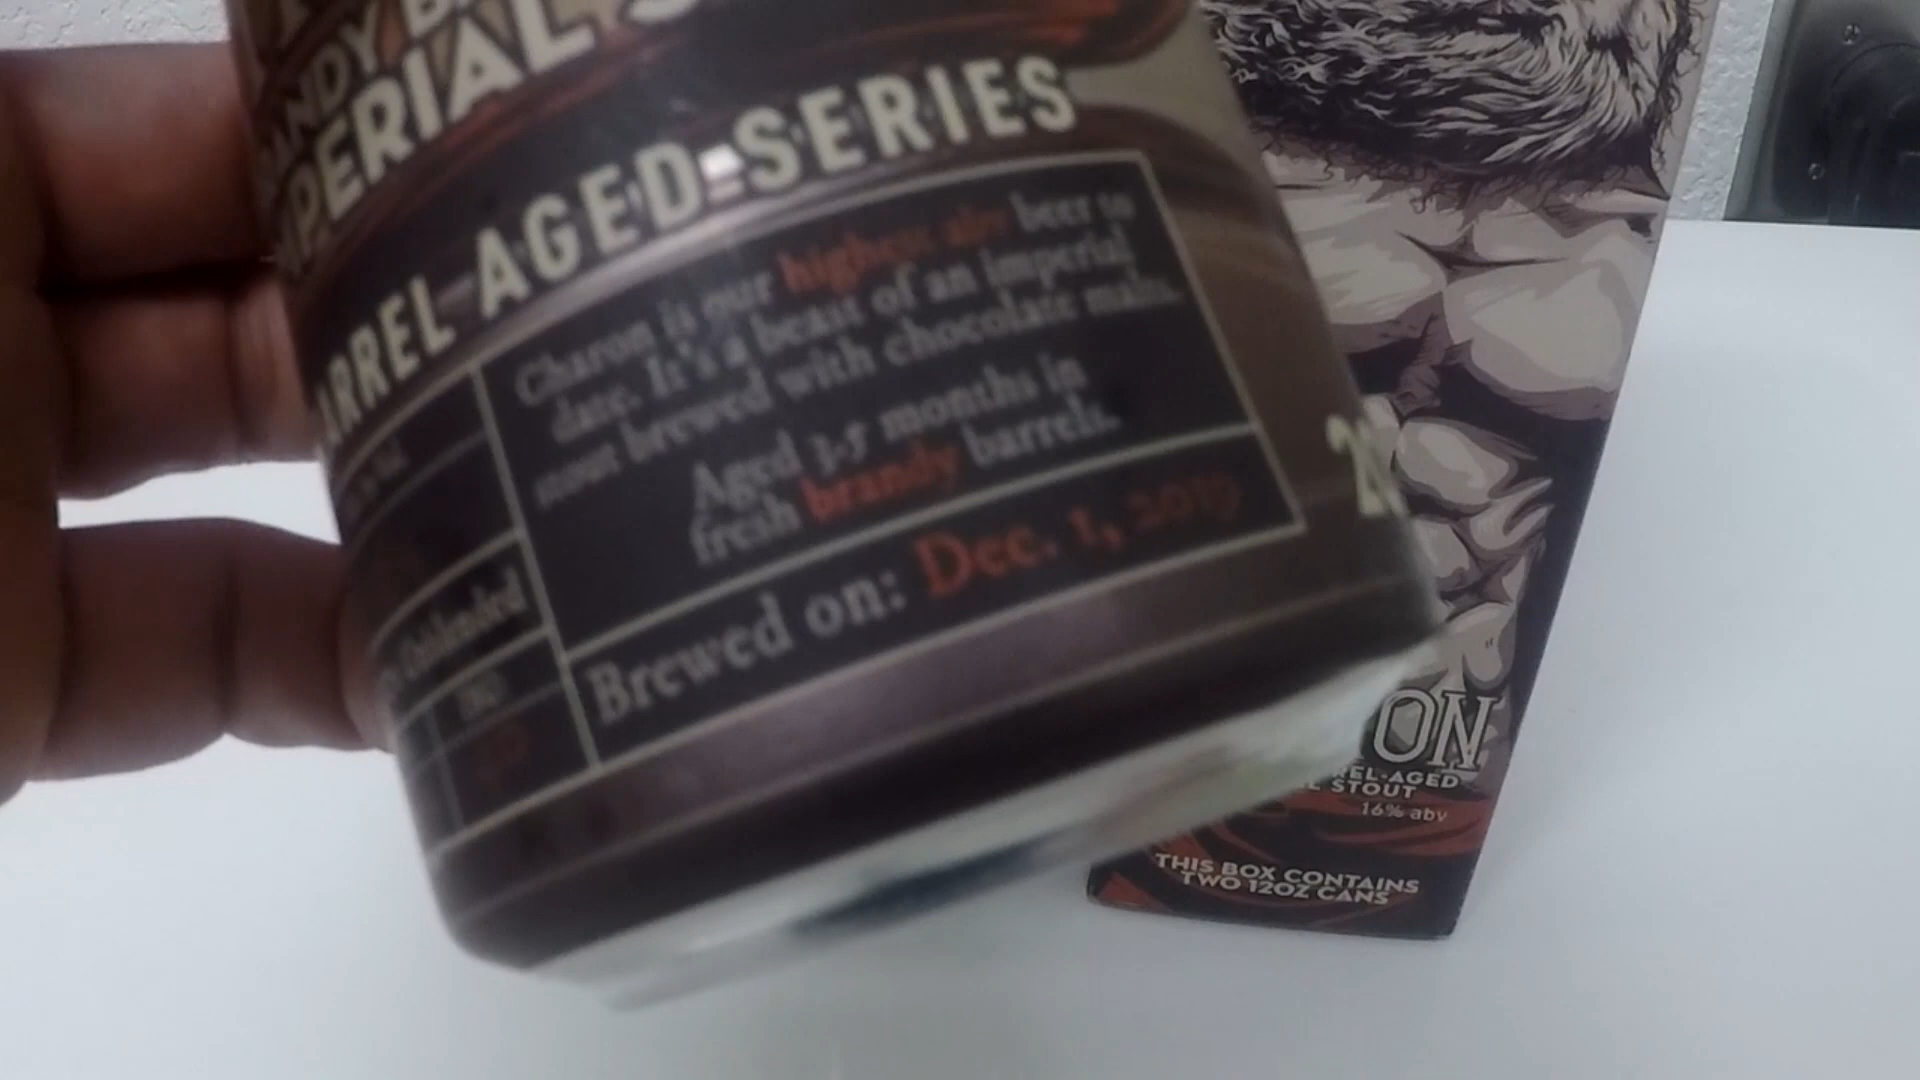 IMPERIAL
BARREL-AGED-SERIES
Charon is our highest abv beer to
date. It's a beast of an imperial
stout brewed with chocolate malts.
Aged 3-5 months in
fresh brandy barrels.
Brewed on: Dec. 1, 2019
ON
STOUT
16% abv
THIS BOX CONTAINS
TWO 12OZ CANS